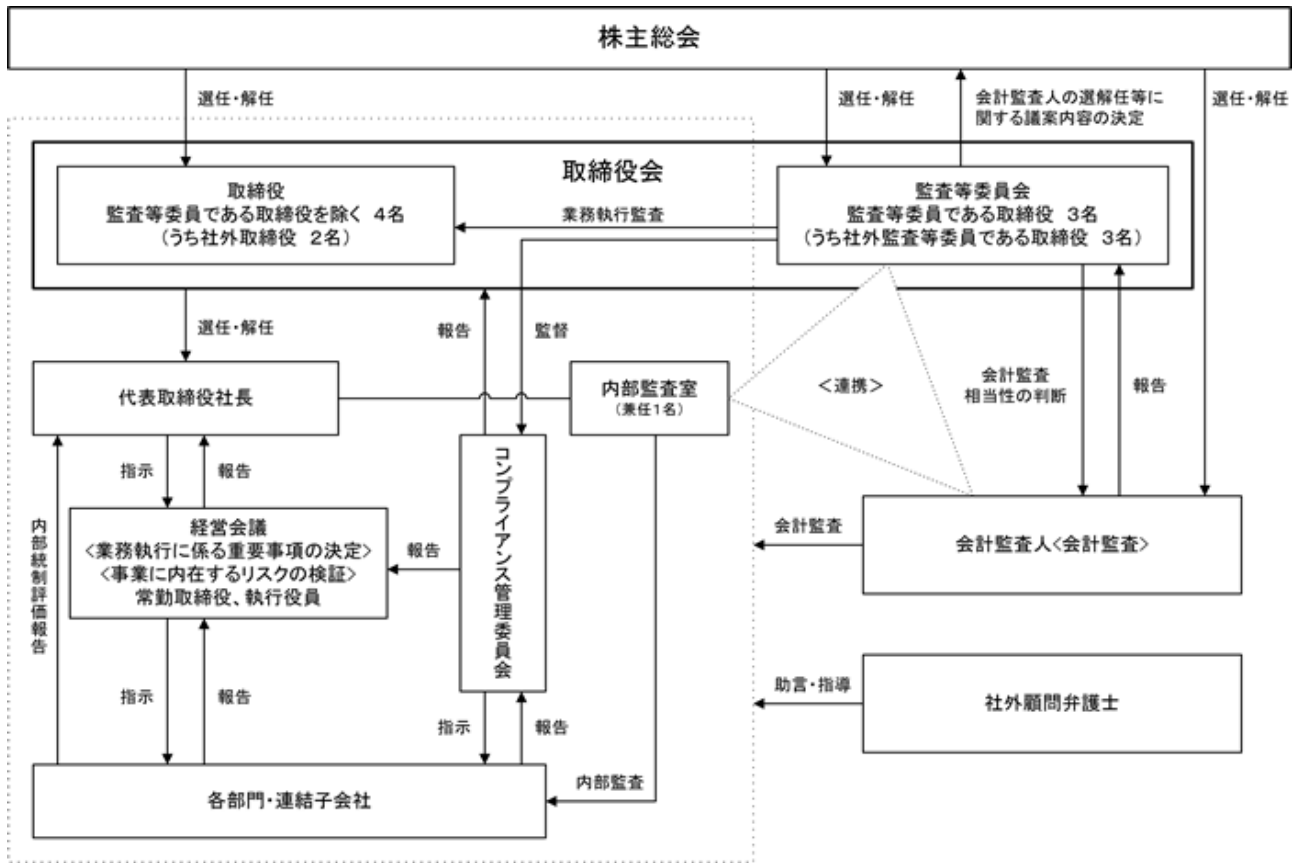 株主総会
選任・解任
選任・解任
会計監査人の選解任等に
関する議案内容の決定
選任・解任
取締役会
取締役
監査等委員である取締役を除く 4名
(うち社外取締役 2名)
業務執行監査
監査等委員会
監査等委員である取締役 3名
(うち社外監査等委員である取締役 3名)
選任・解任
報告
監督
代表取締役社長
内部監査室
(兼任1名)
<連携>
会計監査
相当性の判断
報告
指示
報告
コンプライアンス管理委員会
内部統制評価報告
経営会議
<業務執行に係る重要事項の決定>
<事業に内在するリスクの検証>
常勤取締役、執行役員
報告
会計監査
会計監査人<会計監査>
指示
報告
指示
報告
助言・指導
社外顧問弁護士
各部門・連結子会社
内部監査